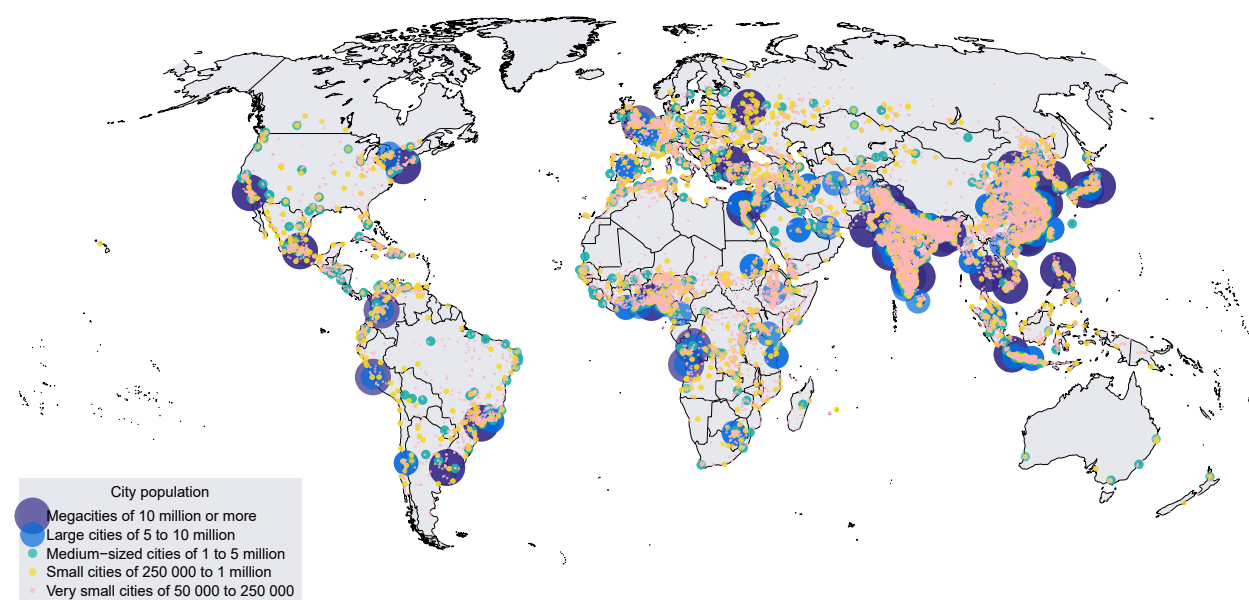 City population
Megacities of 10 million or more
Large cities of 5 to 10 million
Medium−sized cities of 1 to 5 million
Small cities of 250 000 to 1 million
Very small cities of 50 000 to 250 000